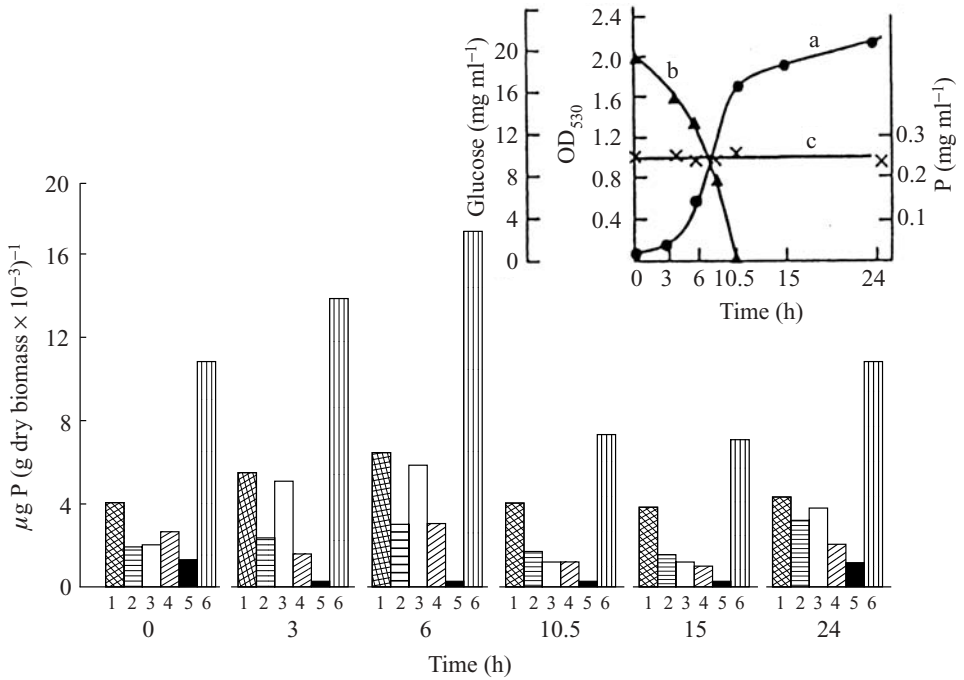 Glucose (mg ml⁻¹)
20
16
12
8
4
0
OD₅₃₀
2.4
2.0
1.6
1.2
0.8
0.4
a
b
c
P (mg ml⁻¹)
0.3
0.2
0.1
0 3 6 10.5 15 24
Time (h)
μg P (g dry biomass × 10⁻³)⁻¹
20
16
12
8
4
0
1 2 3 4 5 6 1 2 3 4 5 6 1 2 3 4 5 6 1 2 3 4 5 6 1 2 3 4 5 6 1 2 3 4 5 6
0 3 6 10.5 15 24
Time (h)